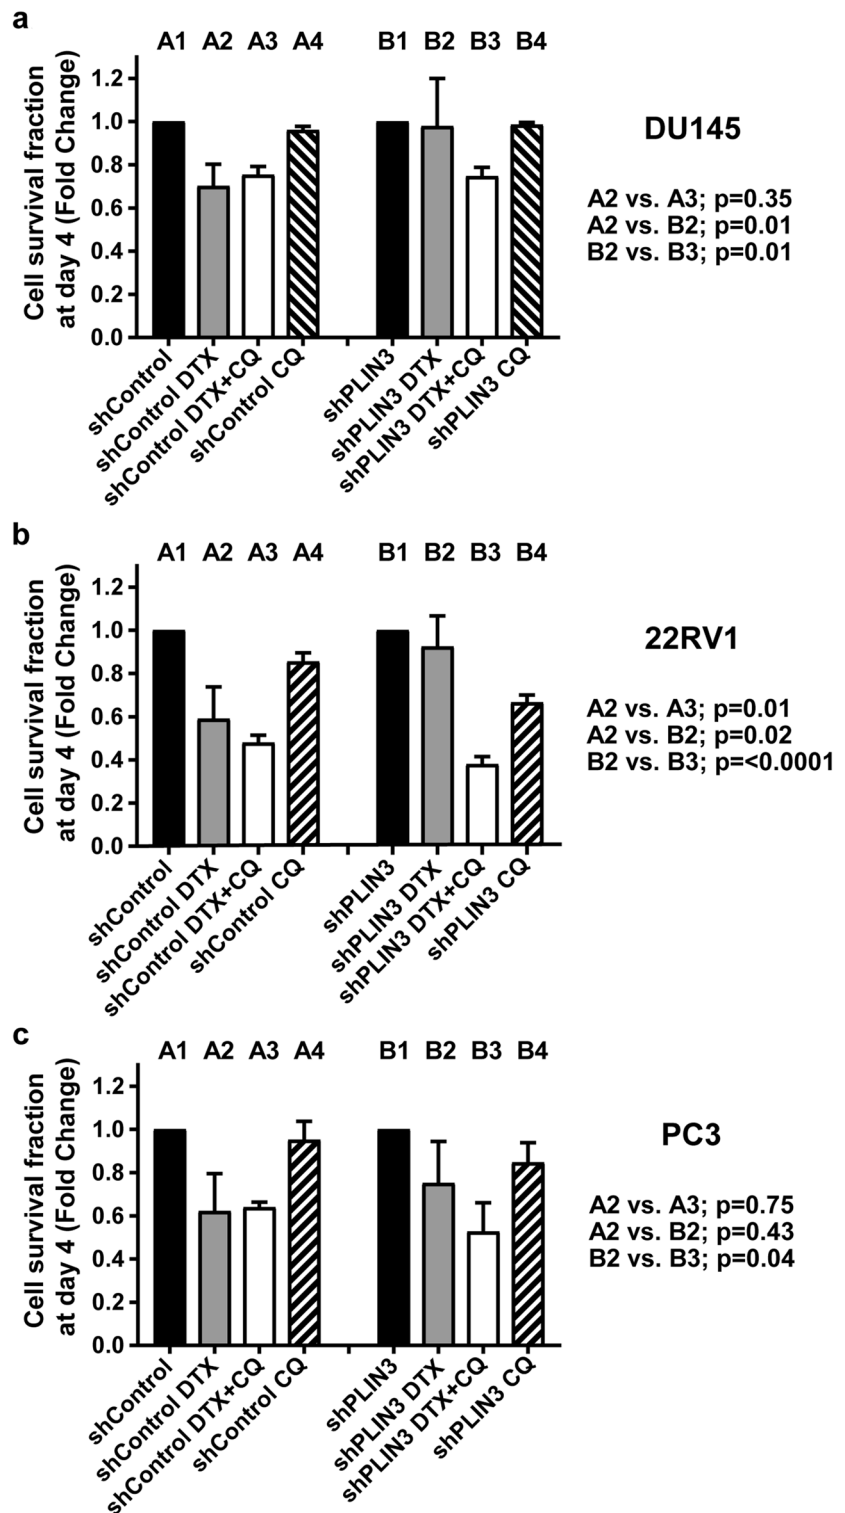 a
A1 A2 A3 A4 B1 B2 B3 B4
Cell survival fraction
at day 4 (Fold Change)
1.2
1.0
0.8
0.6
0.4
0.2
0.0
DU145
A2 vs. A3; p=0.35
A2 vs. B2; p=0.01
B2 vs. B3; p=0.01
shControl
shControl DTX
shControl DTX+CQ
shControl CQ
shPLIN3
shPLIN3 DTX
shPLIN3 DTX+CQ
shPLIN3 CQ
b
A1 A2 A3 A4 B1 B2 B3 B4
Cell survival fraction
at day 4 (Fold Change)
1.2
1.0
0.8
0.6
0.4
0.2
0.0
22RV1
A2 vs. A3; p=0.01
A2 vs. B2; p=0.02
B2 vs. B3; p=<0.0001
shControl
shControl DTX
shControl DTX+CQ
shControl CQ
shPLIN3
shPLIN3 DTX
shPLIN3 DTX+CQ
shPLIN3 CQ
c
A1 A2 A3 A4 B1 B2 B3 B4
Cell survival fraction
at day 4 (Fold Change)
1.2
1.0
0.8
0.6
0.4
0.2
0.0
PC3
A2 vs. A3; p=0.75
A2 vs. B2; p=0.43
B2 vs. B3; p=0.04
shControl
shControl DTX
shControl DTX+CQ
shControl CQ
shPLIN3
shPLIN3 DTX
shPLIN3 DTX+CQ
shPLIN3 CQ